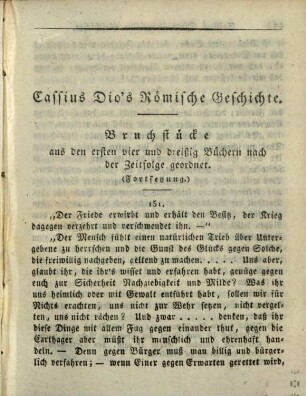 Cassius Dio's Römische Geschichte.
Bruchstücke
aus den ersten vier und dreißig Büchern nach
der Zeitfolge geordnet.
(Fortsetzung.)
151.
„Der Friede erwirbt und erhält den Besitz, der Krieg
dagegen verzehrt und verschwendet ihn. —"
„Der Mensch fühlt einen natürlichen Trieb über Unter-
gebene zu herrschen und die Gunst des Glücks gegen Solche,
die freiwillig nachgeben, geltend zu machen..... Uns aber,
glaubt ihr, die ihr's wisset und erfahren habt, genüge gegen
euch zur Sicherheit Nachgiebigkeit und Milde? Was ihr
uns heimlich oder mit Gewalt entführt habt, sollen wir für
Nichts erachten, uns nicht zur Wehr setzen, nicht dagegen
reden, uns nicht rächen? Und zwar .... denken, daß ihr
diese Dinge mit allem Fug gegen einander thut, gegen die
Carthager aber müßt ihr menschlich und ehrenhaft han-
deln. — Denn gegen Bürger muß man billig und bürger-
lich verfahren; — wenn Einer gegen Erwarten gerettet wird,